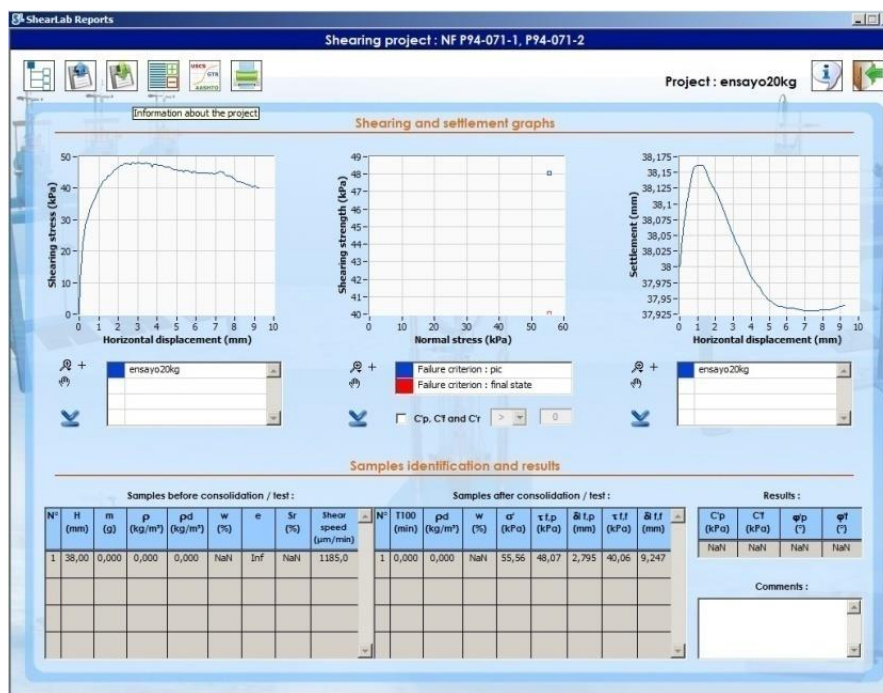 ShearLab Reports
Shearing project : NF P94-071-1, P94-071-2
USCS
GTR
AASHTO
Project : ensayo20kg
Information about the project
Shearing and settlement graphs
Shearing stress (kPa)
50
40
30
20
10
0
0 1 2 3 4 5 6 7 8 9 10
Horizontal displacement (mm)
Shearing strength (kPa)
49
48
47
46
45
44
43
42
41
40
0 10 20 30 40 50 60
Normal stress (kPa)
Settlement (mm)
38,175
38,15
38,125
38,1
38,075
38,05
38,025
38
37,975
37,95
37,925
0 1 2 3 4 5 6 7 8 9 10
Horizontal displacement (mm)
ensayo20kg
Failure criterion : pic
Failure criterion : final state
C'p, C'f and C'r > 0
ensayo20kg
Samples identification and results
Samples before consolidation / test :
N° H (mm) m (g) ρ (kg/m³) ρd (kg/m³) w (%) e Sr (%) Shear speed (µm/min)
1 38,00 0,000 0,000 0,000 NaN Inf NaN 1185,0
Samples after consolidation / test :
N° T100 (min) ρd (kg/m³) w (%) σ' (kPa) τ f,p (kPa) δl f,p (mm) τ f,f (kPa) δl f,f (mm)
1 0,000 0,000 NaN 55,56 48,07 2,795 40,06 9,247
Results :
C'p (kPa) C'f (kPa) φ'p (°) φ'f (°)
NaN NaN NaN NaN
Comments :